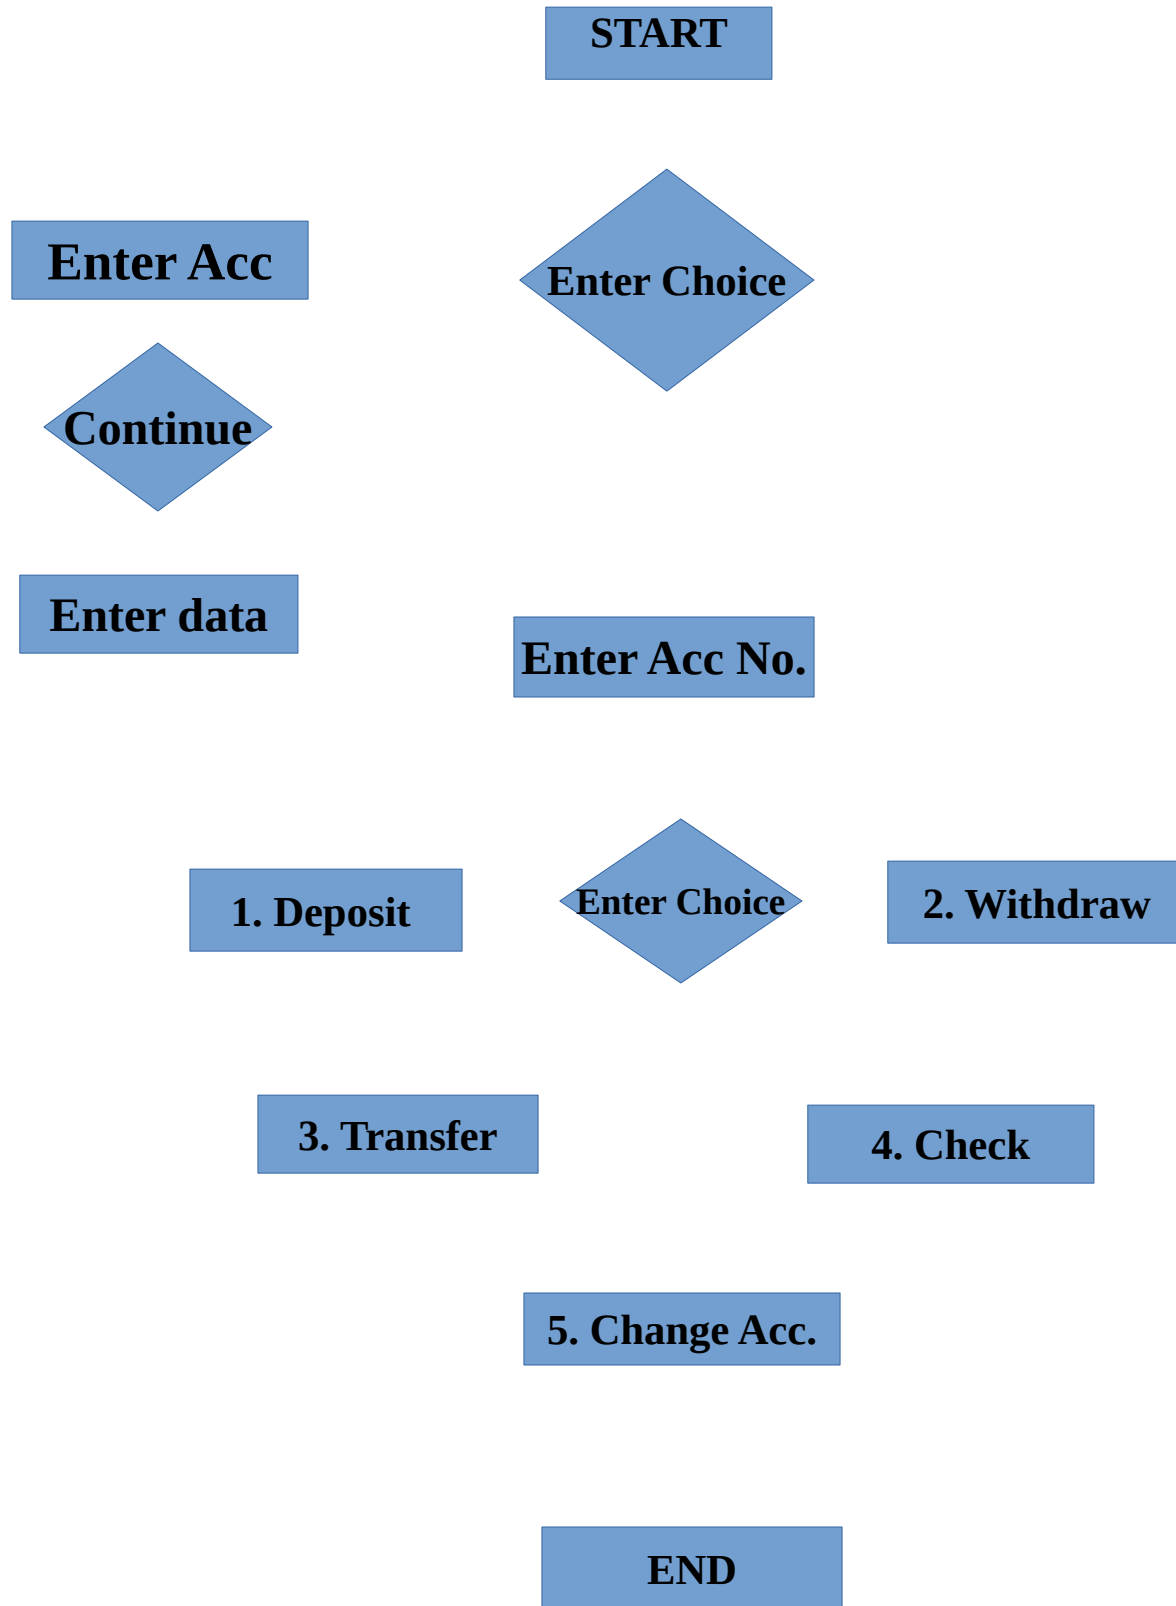 START
Enter Acc
Enter Choice
Continue
Enter data
Enter Acc No.
1. Deposit
Enter Choice
2. Withdraw
3. Transfer
4. Check
5. Change Acc.
END